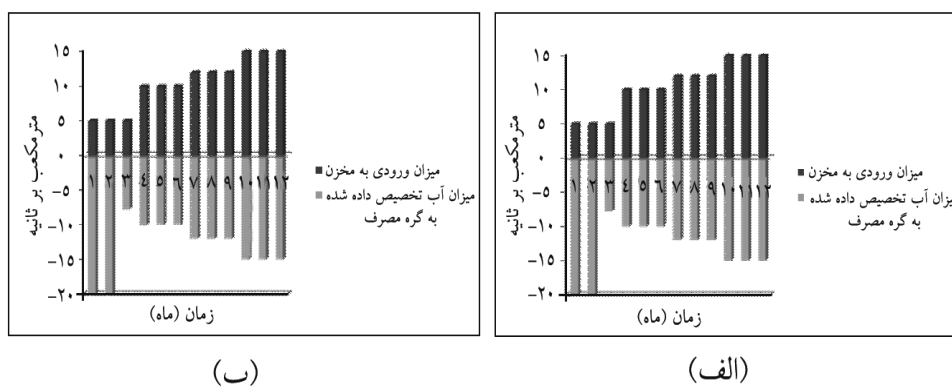 ۱۵
۱۰
۵
۰
-۵
-۱۰
-۱۵
-۲۰
مترمکعب بر ثانیه
۱ ۲ ۳ ۴ ۵ ۶ ۷ ۸ ۹ ۱۰ ۱۱ ۱۲
زمان (ماه)
میزان ورودی به مخزن
میزان آب تخصیص داده شده
به گره مصرف
(الف)
۱۵
۱۰
۵
۰
-۵
-۱۰
-۱۵
-۲۰
مترمکعب بر ثانیه
۱ ۲ ۳ ۴ ۵ ۶ ۷ ۸ ۹ ۱۰ ۱۱ ۱۲
زمان (ماه)
میزان ورودی به مخزن
میزان آب تخصیص داده شده
به گره مصرف
(ب)